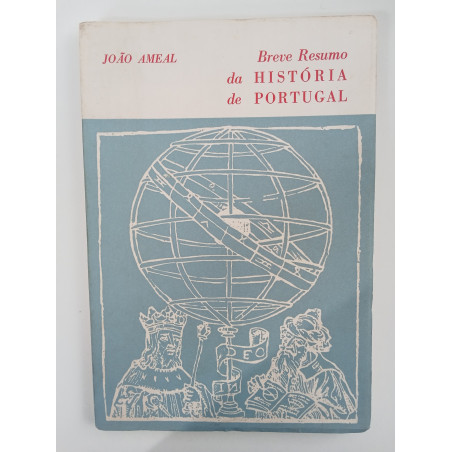 JOÃO AMEAL
Breve Resumo
da HISTÓRIA
de PORTUGAL